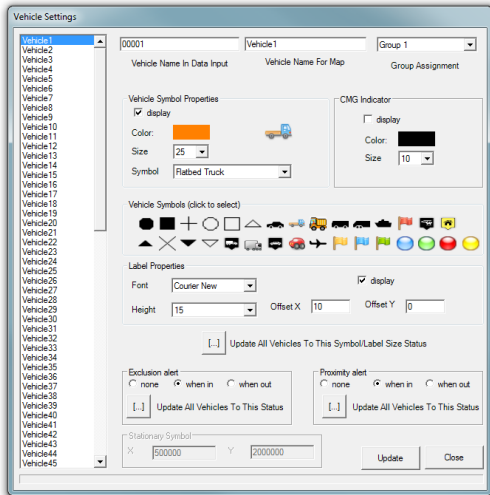 Vehicle Settings
Vehicle1
Vehicle2
Vehicle3
Vehicle4
Vehicle5
Vehicle6
Vehicle7
Vehicle8
Vehicle9
Vehicle10
Vehicle11
Vehicle12
Vehicle13
Vehicle14
Vehicle15
Vehicle16
Vehicle17
Vehicle18
Vehicle19
Vehicle20
Vehicle21
Vehicle22
Vehicle23
Vehicle24
Vehicle25
Vehicle26
Vehicle27
Vehicle28
Vehicle29
Vehicle30
Vehicle31
Vehicle32
Vehicle33
Vehicle34
Vehicle35
Vehicle36
Vehicle37
Vehicle38
Vehicle39
Vehicle40
Vehicle41
Vehicle42
Vehicle43
Vehicle44
Vehicle45
00001 Vehicle1 Group 1
Vehicle Name In Data Input Vehicle Name For Map Group Assignment
Vehicle Symbol Properties
display
Color:
Size 25
Symbol Flatbed Truck
CMG Indicator
display
Color:
Size 10
Vehicle Symbols (click to select)
Label Properties
Font Courier New display
Height 15 Offset X 10 Offset Y 0
[...] Update All Vehicles To This Symbol/Label Size Status
Exclusion alert
none when in when out
[...] Update All Vehicles To This Status
Proximity alert
none when in when out
[...] Update All Vehicles To This Status
Stationary Symbol
X 500000 Y 2000000
Update Close